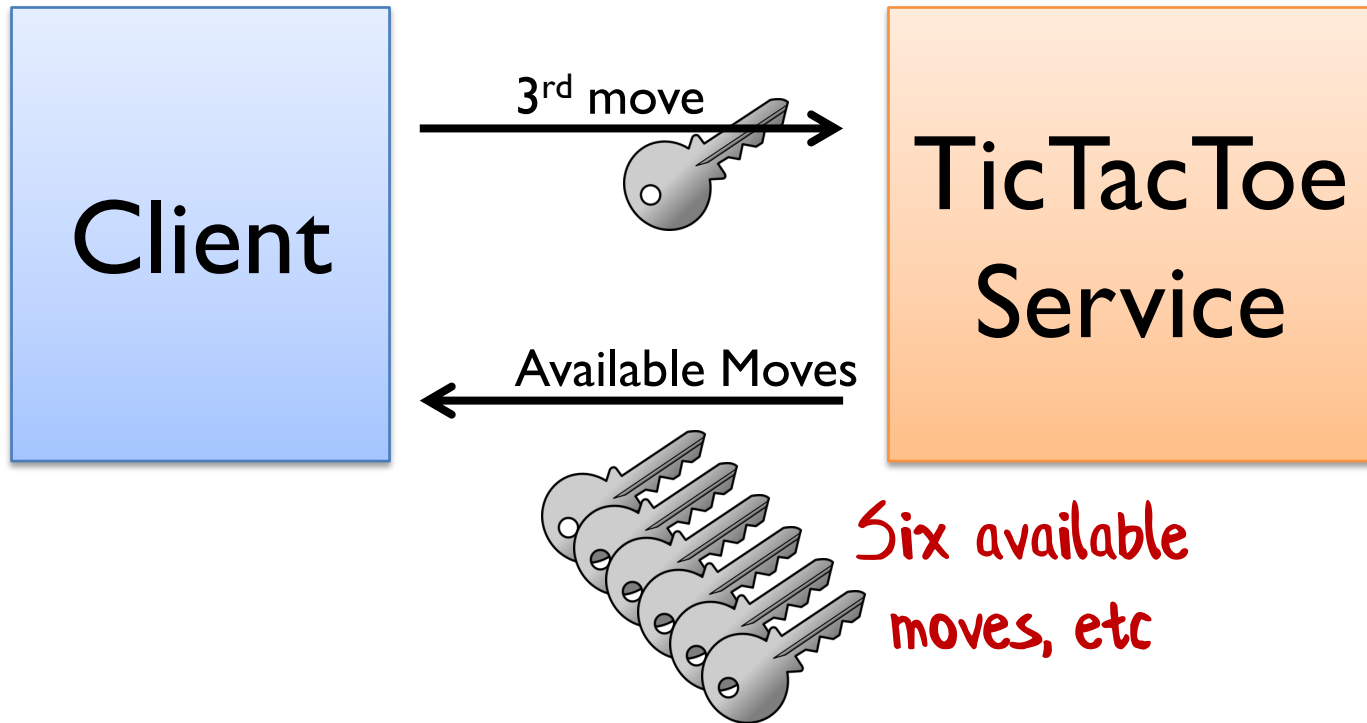 Client
3rd move
TicTacToe
Service
Available Moves
Six available
moves, etc